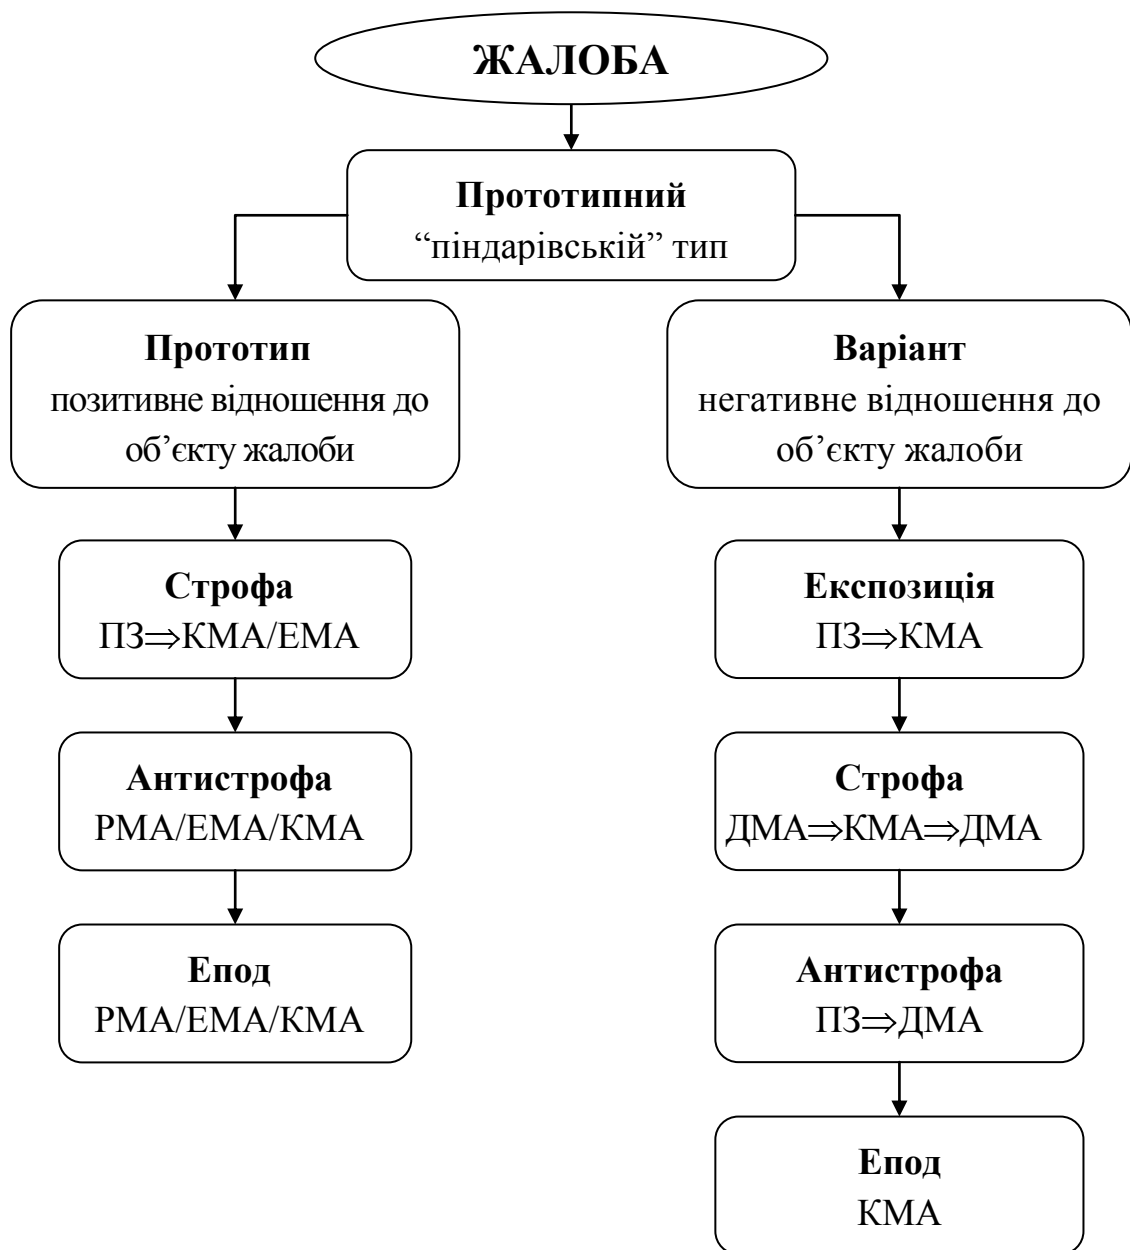 ЖАЛОБА
Прототипний
“піндарівській” тип
Прототип
позитивне відношення до
об’єкту жалоби
Строфа
ПЗ⇒КМА/ЕМА
Антистрофа
РМА/ЕМА/КМА
Епод
РМА/ЕМА/КМА
Варіант
негативне відношення до
об’єкту жалоби
Експозиція
ПЗ⇒КМА
Строфа
ДМА⇒КМА⇒ДМА
Антистрофа
ПЗ⇒ДМА
Епод
КМА